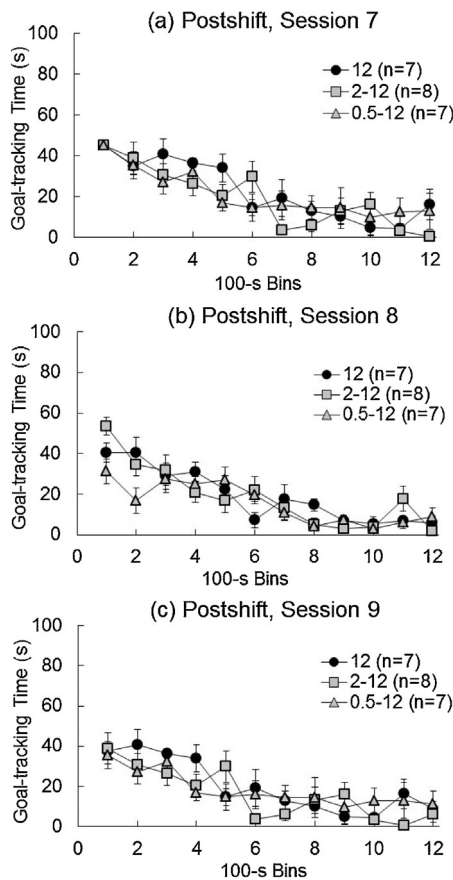 (a) Postshift, Session 7
Goal-tracking Time (s)
100
80
60
40
20
0
12 (n=7)
2-12 (n=8)
0.5-12 (n=7)
0 2 4 6 8 10 12
100-s Bins
(b) Postshift, Session 8
Goal-tracking Time (s)
100
80
60
40
20
0
12 (n=7)
2-12 (n=8)
0.5-12 (n=7)
0 2 4 6 8 10 12
100-s Bins
(c) Postshift, Session 9
Goal-tracking Time (s)
100
80
60
40
20
0
12 (n=7)
2-12 (n=8)
0.5-12 (n=7)
0 2 4 6 8 10 12
100-s Bins